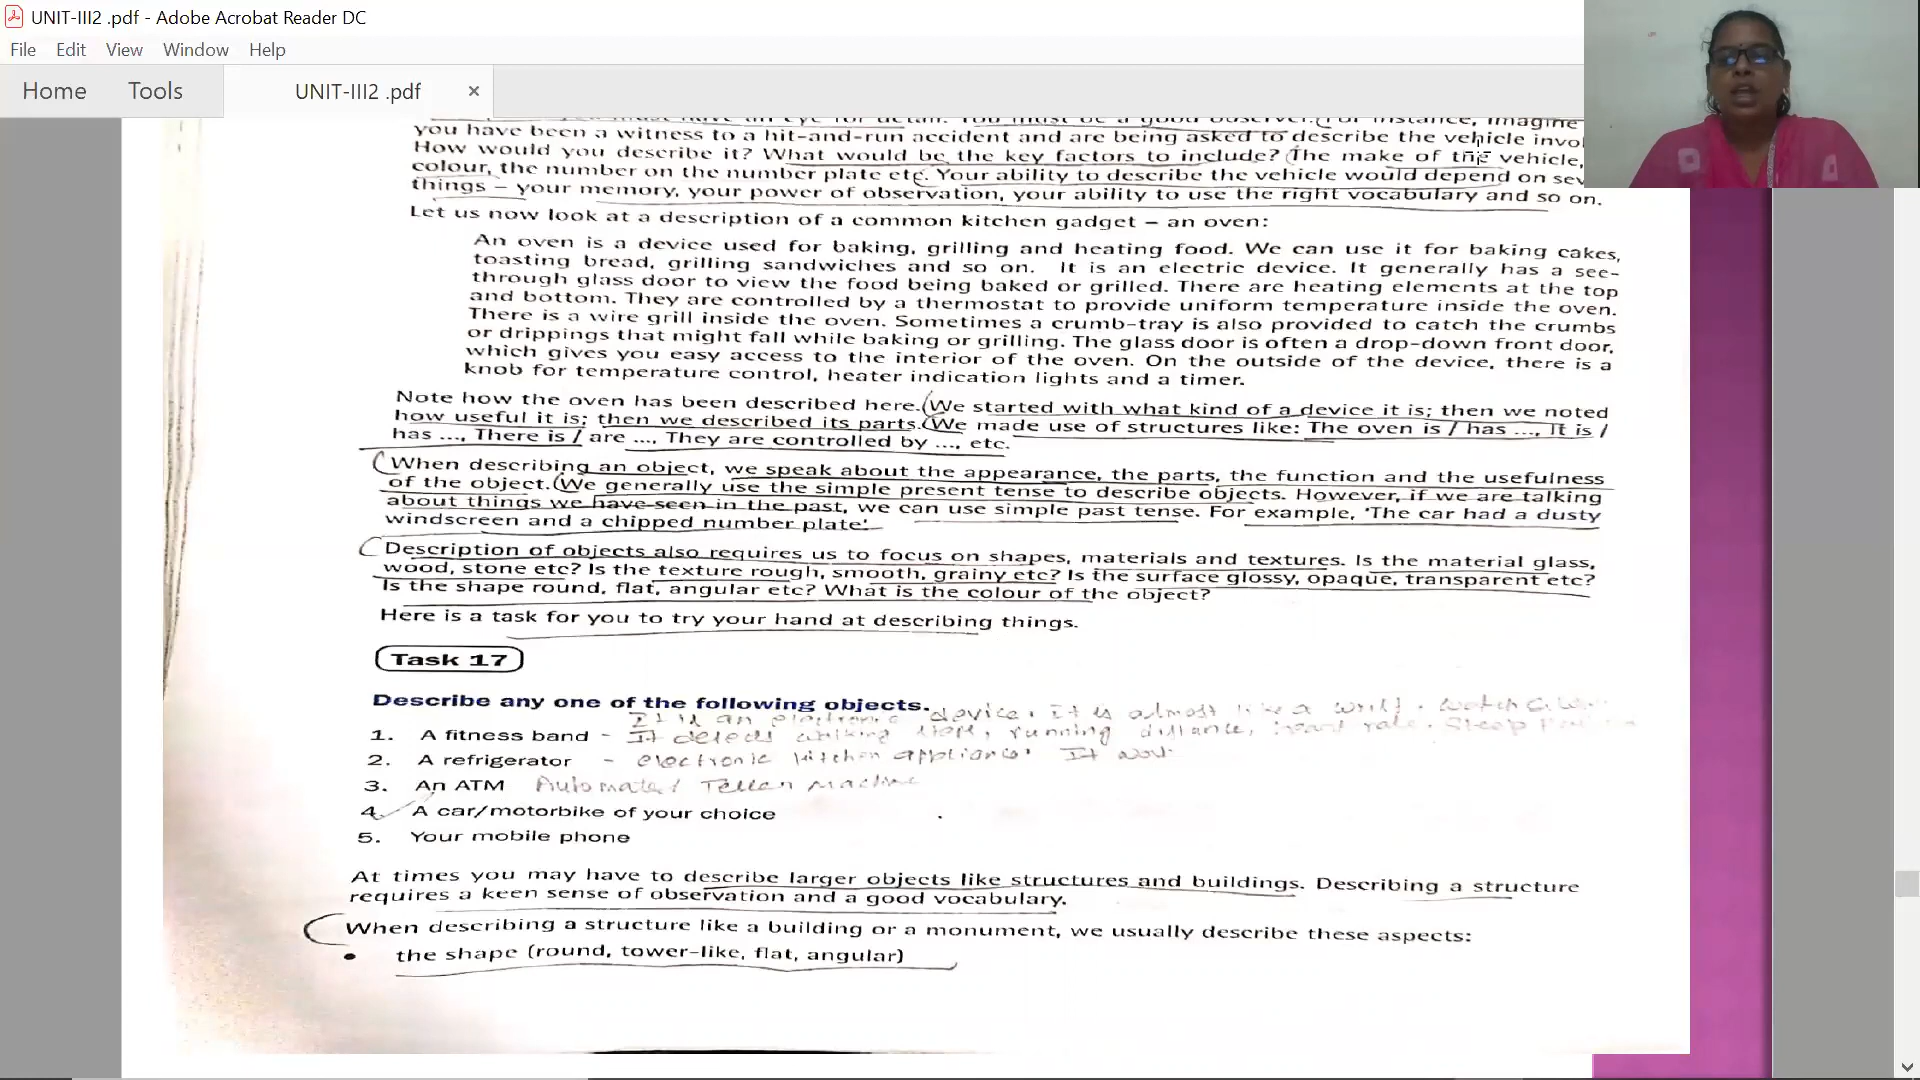 UNIT-III2 .pdf - Adobe Acrobat Reader DC
File Edit View Window Help
Home Tools UNIT-III2 .pdf ×
must have an eye for detail. You must be a good observer. For instance, imagine
you have been a witness to a hit-and-run accident and are being asked to describe the vehicle invo
How would you describe it? What would be the key factors to include? The make of the vehicle,
colour, the number on the number plate etc. Your ability to describe the vehicle would depend on sev
things – your memory, your power of observation, your ability to use the right vocabulary and so on.
Let us now look at a description of a common kitchen gadget – an oven:
An oven is a device used for baking, grilling and heating food. We can use it for baking cakes,
toasting bread, grilling sandwiches and so on. It is an electric device. It generally has a see-
through glass door to view the food being baked or grilled. There are heating elements at the top
and bottom. They are controlled by a thermostat to provide uniform temperature inside the oven.
There is a wire grill inside the oven. Sometimes a crumb-tray is also provided to catch the crumbs
or drippings that might fall while baking or grilling. The glass door is often a drop-down front door,
which gives you easy access to the interior of the oven. On the outside of the device, there is a
knob for temperature control, heater indication lights and a timer.
Note how the oven has been described here. We started with what kind of a device it is; then we noted
how useful it is; then we described its parts. We made use of structures like: The oven is / has ..., It is /
has ..., There is / are ..., They are controlled by ..., etc.
When describing an object, we speak about the appearance, the parts, the function and the usefulness
of the object. We generally use the simple present tense to describe objects. However, if we are talking
about things we have seen in the past, we can use simple past tense. For example, 'The car had a dusty
windscreen and a chipped number plate'.
Description of objects also requires us to focus on shapes, materials and textures. Is the material glass,
wood, stone etc? Is the texture rough, smooth, grainy etc? Is the surface glossy, opaque, transparent etc?
Is the shape round, flat, angular etc? What is the colour of the object?
Here is a task for you to try your hand at describing things.
Task 17
Describe any one of the following objects.
It is an electronic device. It is almost like a wrist watch
1. A fitness band – It detects walking steps, running distance, heart rate, sleep
2. A refrigerator – electronic kitchen appliance. It
3. An ATM Automated Teller Machine
4. A car/motorbike of your choice
5. Your mobile phone
At times you may have to describe larger objects like structures and buildings. Describing a structure
requires a keen sense of observation and a good vocabulary.
When describing a structure like a building or a monument, we usually describe these aspects:
• the shape (round, tower-like, flat, angular)